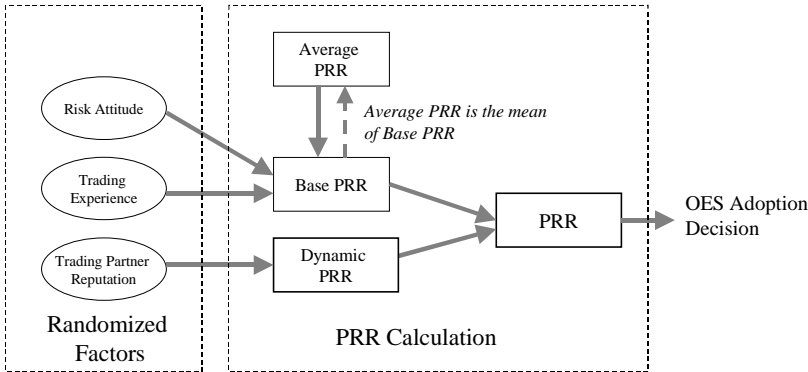 Risk Attitude
Trading
Experience
Trading Partner
Reputation
Randomized
Factors
Average
PRR
Average PRR is the mean
of Base PRR
Base PRR
Dynamic
PRR
PRR
PRR Calculation
OES Adoption
Decision